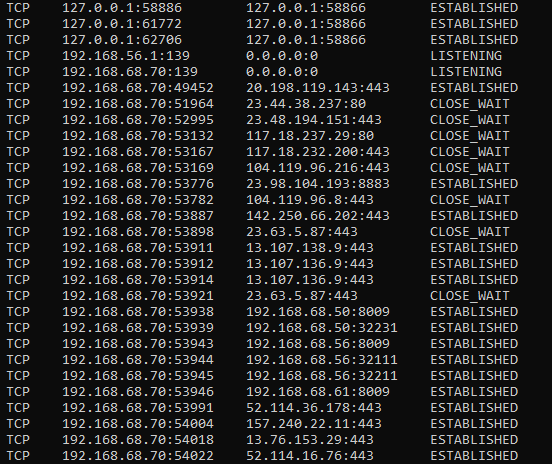 TCP 127.0.0.1:58886 127.0.0.1:58866 ESTABLISHED
TCP 127.0.0.1:61772 127.0.0.1:58866 ESTABLISHED
TCP 127.0.0.1:62706 127.0.0.1:58866 ESTABLISHED
TCP 192.168.56.1:139 0.0.0.0:0 LISTENING
TCP 192.168.68.70:139 0.0.0.0:0 LISTENING
TCP 192.168.68.70:49452 20.198.119.143:443 ESTABLISHED
TCP 192.168.68.70:51964 23.44.38.237:80 CLOSE_WAIT
TCP 192.168.68.70:52995 23.48.194.151:443 CLOSE_WAIT
TCP 192.168.68.70:53132 117.18.237.29:80 CLOSE_WAIT
TCP 192.168.68.70:53167 117.18.232.200:443 CLOSE_WAIT
TCP 192.168.68.70:53169 104.119.96.216:443 CLOSE_WAIT
TCP 192.168.68.70:53776 23.98.104.193:8883 ESTABLISHED
TCP 192.168.68.70:53782 104.119.96.8:443 CLOSE_WAIT
TCP 192.168.68.70:53887 142.250.66.202:443 ESTABLISHED
TCP 192.168.68.70:53898 23.63.5.87:443 CLOSE_WAIT
TCP 192.168.68.70:53911 13.107.138.9:443 ESTABLISHED
TCP 192.168.68.70:53912 13.107.136.9:443 ESTABLISHED
TCP 192.168.68.70:53914 13.107.136.9:443 ESTABLISHED
TCP 192.168.68.70:53921 23.63.5.87:443 CLOSE_WAIT
TCP 192.168.68.70:53938 192.168.68.50:8009 ESTABLISHED
TCP 192.168.68.70:53939 192.168.68.50:32231 ESTABLISHED
TCP 192.168.68.70:53943 192.168.68.56:8009 ESTABLISHED
TCP 192.168.68.70:53944 192.168.68.56:32111 ESTABLISHED
TCP 192.168.68.70:53945 192.168.68.56:32211 ESTABLISHED
TCP 192.168.68.70:53946 192.168.68.61:8009 ESTABLISHED
TCP 192.168.68.70:53991 52.114.36.178:443 ESTABLISHED
TCP 192.168.68.70:54004 157.240.22.11:443 ESTABLISHED
TCP 192.168.68.70:54018 13.76.153.29:443 ESTABLISHED
TCP 192.168.68.70:54022 52.114.16.76:443 ESTABLISHED